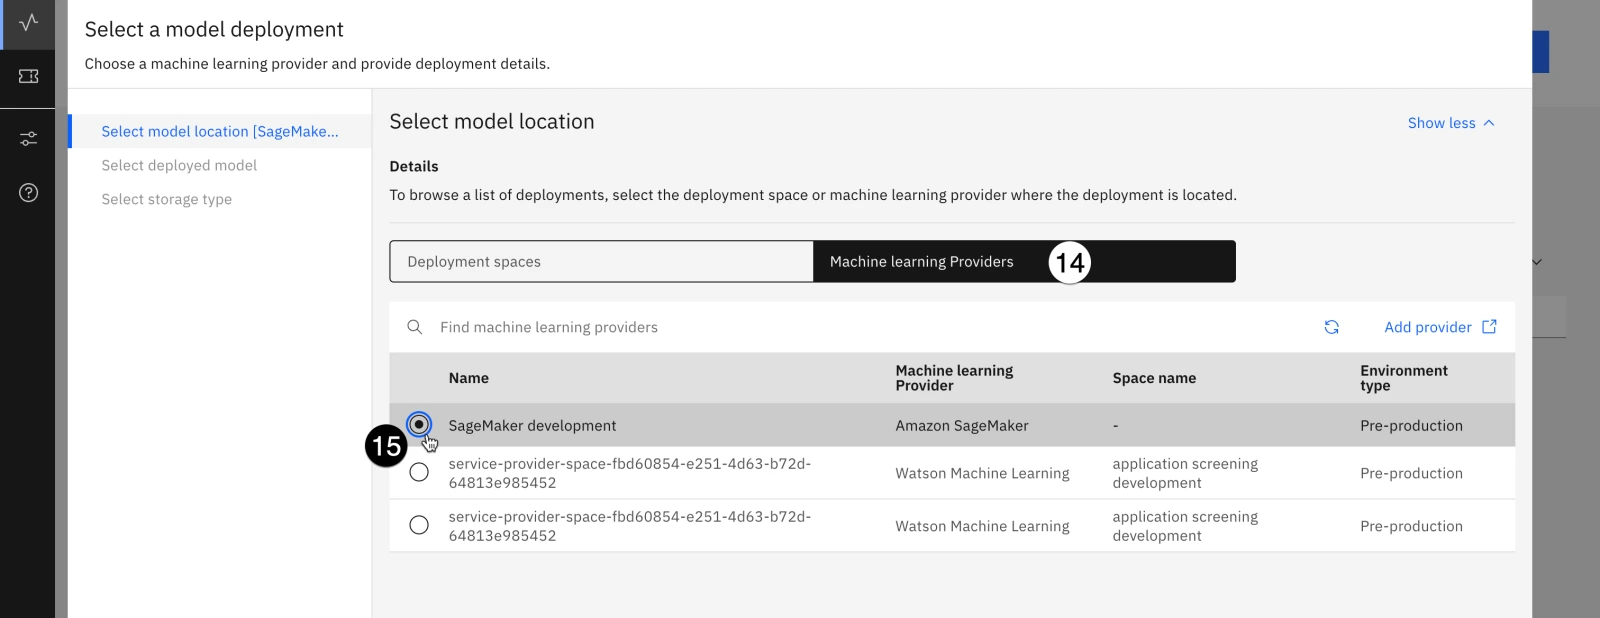 Select a model deployment
Choose a machine learning provider and provide deployment details.
Select model location [SageMake...
Select deployed model
Select storage type
Select model location
Show less
Details
To browse a list of deployments, select the deployment space or machine learning provider where the deployment is located.
Deployment spaces
Machine learning Providers
14
Find machine learning providers
Add provider
Name
Machine learning
Provider
Space name
Environment
type
15
SageMaker development
Amazon SageMaker
-
Pre-production
service-provider-space-fbd60854-e251-4d63-b72d-
64813e985452
Watson Machine Learning
application screening
development
Pre-production
service-provider-space-fbd60854-e251-4d63-b72d-
64813e985452
Watson Machine Learning
application screening
development
Pre-production